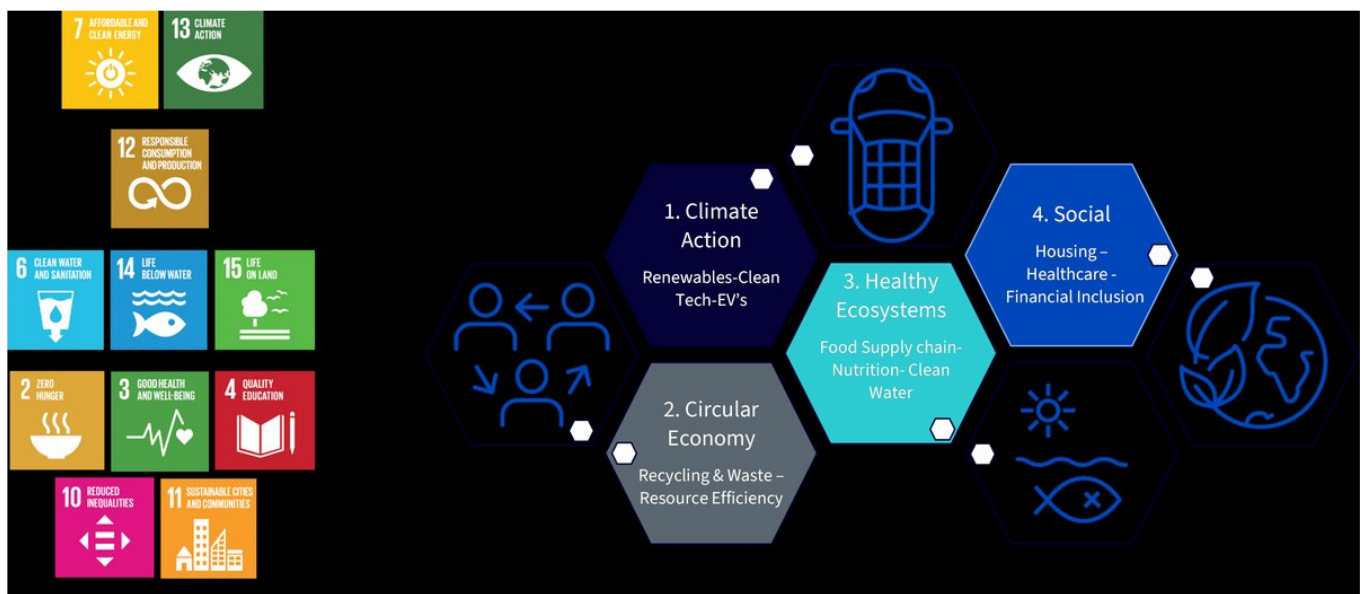 7 AFFORDABLE AND
CLEAN ENERGY
13 CLIMATE
ACTION
12 RESPONSIBLE
CONSUMPTION
AND PRODUCTION
6 CLEAN WATER
AND SANITATION
14 LIFE
BELOW WATER
15 LIFE
ON LAND
2 ZERO
HUNGER
3 GOOD HEALTH
AND WELL-BEING
4 QUALITY
EDUCATION
10 REDUCED
INEQUALITIES
11 SUSTAINABLE CITIES
AND COMMUNITIES
1. Climate
Action
Renewables-Clean
Tech-EV's
2. Circular
Economy
Recycling & Waste –
Resource Efficiency
3. Healthy
Ecosystems
Food Supply chain-
Nutrition- Clean
Water
4. Social
Housing –
Healthcare -
Financial Inclusion